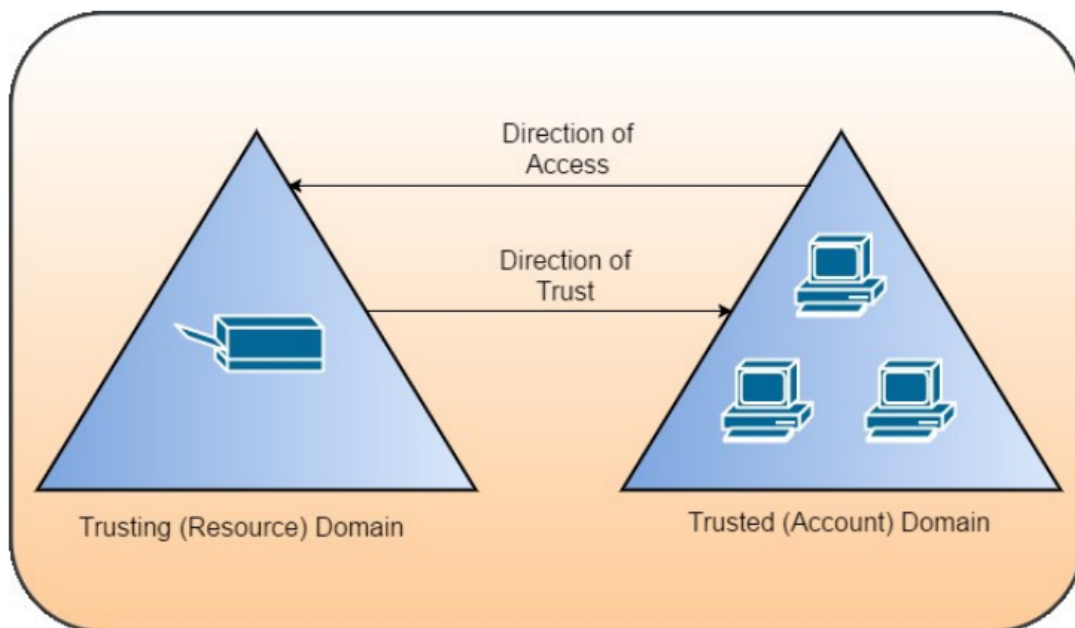 Direction of
Access
Direction of
Trust
Trusting (Resource) Domain
Trusted (Account) Domain